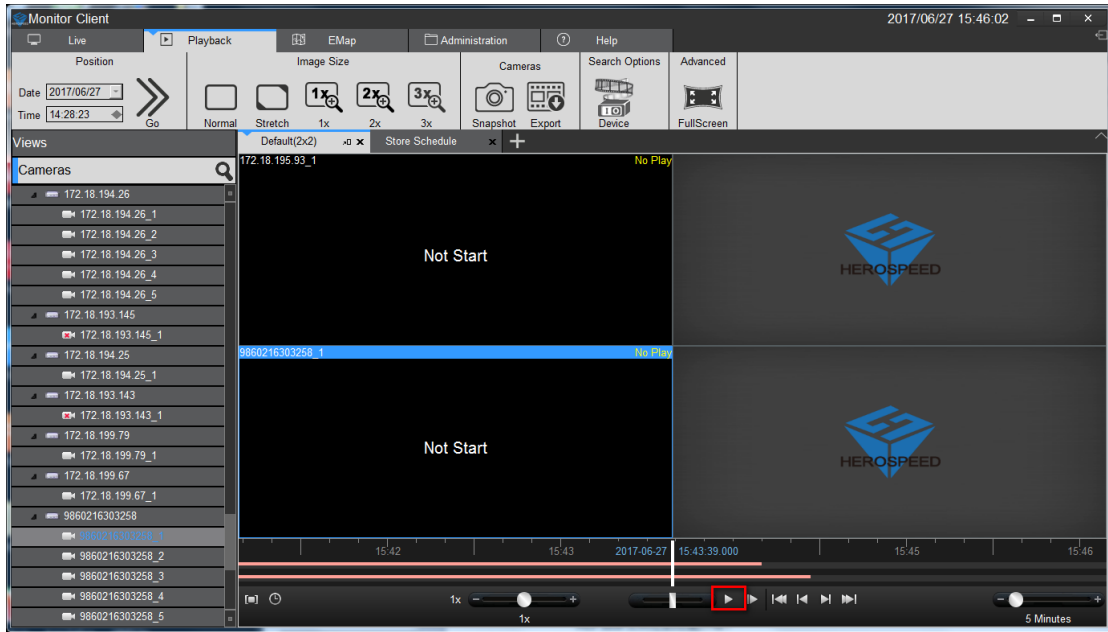 Monitor Client
2017/06/27 15:46:02
Live
Playback
EMap
Administration
Help
Position
Image Size
Cameras
Search Options
Advanced
Date 2017/06/27
Time 14:28:23
Go
Normal
Stretch
1x
1x
2x
2x
3x
3x
Snapshot
Export
Device
FullScreen
Views
Default(2x2)
Store Schedule
Cameras
172.18.194.26
172.18.194.26_1
172.18.194.26_2
172.18.194.26_3
172.18.194.26_4
172.18.194.26_5
172.18.193.145
172.18.193.145_1
172.18.194.25
172.18.194.25_1
172.18.193.143
172.18.193.143_1
172.18.199.79
172.18.199.79_1
172.18.199.67
172.18.199.67_1
9860216303258
9860216303258_1
9860216303258_2
9860216303258_3
9860216303258_4
9860216303258_5
172.18.195.93_1
No Play
Not Start
HEROSPEED
9860216303258_1
No Play
Not Start
HEROSPEED
15:42
15:43
2017-06-27
15:43:39.000
15:45
15:46
1x
1x
5 Minutes